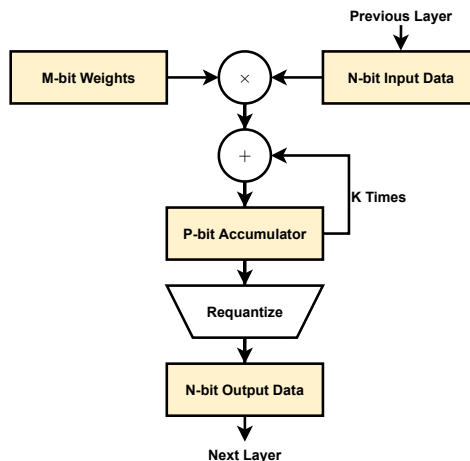 Previous Layer
M-bit Weights
×
N-bit Input Data
+
K Times
P-bit Accumulator
Requantize
N-bit Output Data
Next Layer